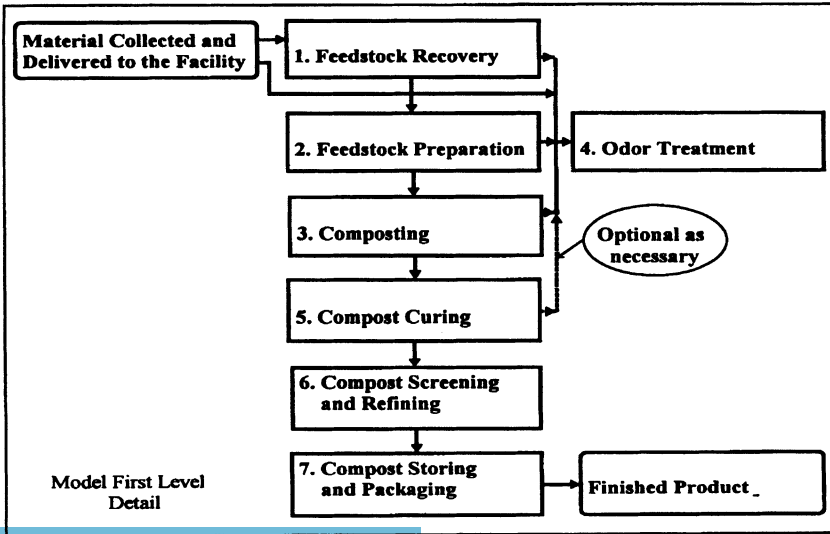 Material Collected and
Delivered to the Facility
1. Feedstock Recovery
2. Feedstock Preparation
4. Odor Treatment
3. Composting
Optional as
necessary
5. Compost Curing
6. Compost Screening
and Refining
7. Compost Storing
and Packaging
Finished Product
Model First Level
Detail